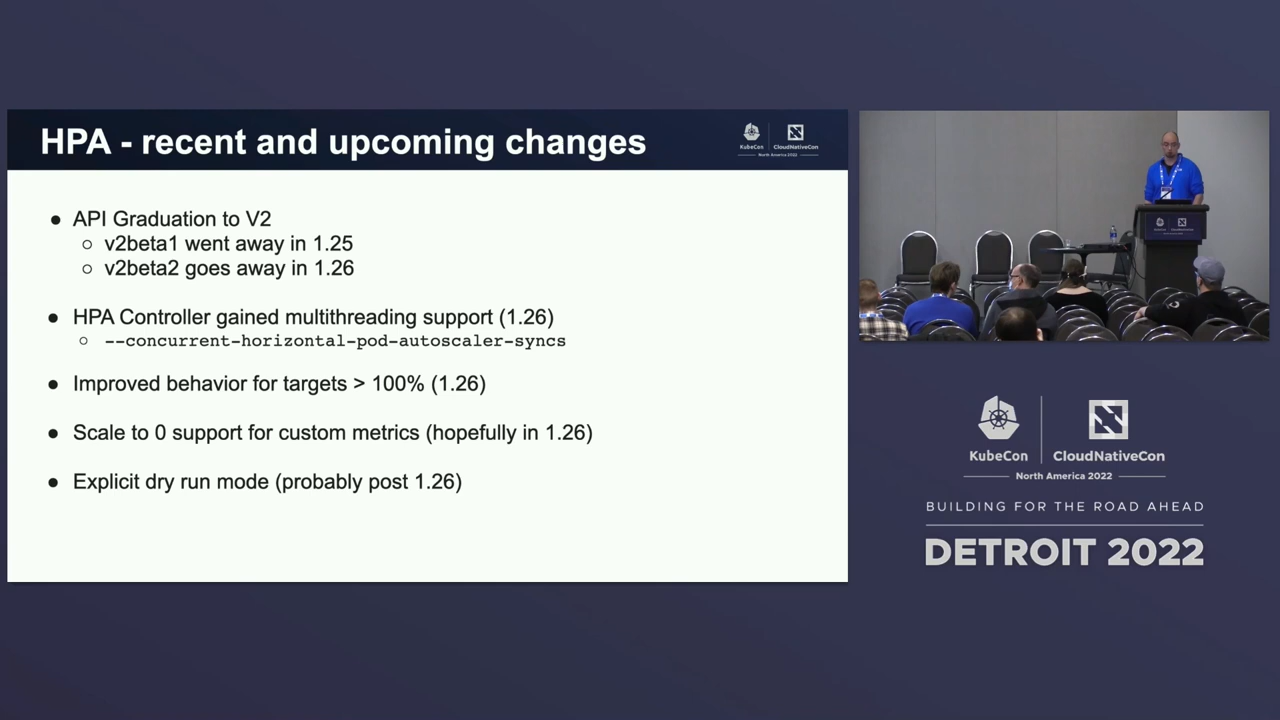 HPA - recent and upcoming changes
KubeCon
CloudNativeCon
North America 2022
● API Graduation to V2
○ v2beta1 went away in 1.25
○ v2beta2 goes away in 1.26
● HPA Controller gained multithreading support (1.26)
○ --concurrent-horizontal-pod-autoscaler-syncs
● Improved behavior for targets > 100% (1.26)
● Scale to 0 support for custom metrics (hopefully in 1.26)
● Explicit dry run mode (probably post 1.26)
KubeCon
CloudNativeCon
North America 2022
BUILDING FOR THE ROAD AHEAD
DETROIT 2022